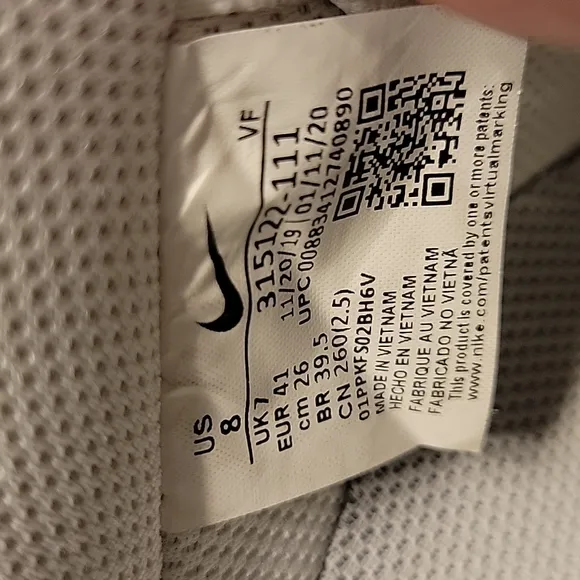 US
8
VF
UK 7
315122-111
EUR 41
11/20/19 01/11/20
cm 26
UPC 00883412740890
BR 39.5
CN 260(2.5)
01PPKFS02BH6V
MADE IN VIETNAM
HECHO EN VIETNAM
FABRIQUE AU VIETNAM
FABRICADO NO VIETNÃ
This product is covered by one or more patents:
www.nike.com/patentsvirtualmarking